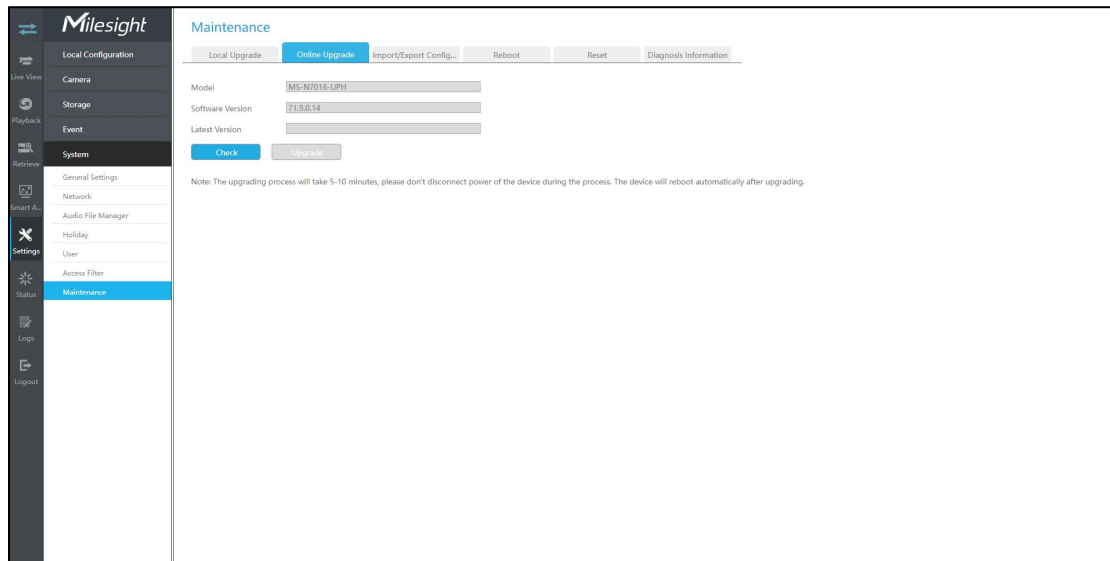 Milesight
Live View
Playback
Retrieve
Smart A...
Settings
Status
Logs
Logout
Local Configuration
Camera
Storage
Event
System
General Settings
Network
Audio File Manager
Holiday
User
Access Filter
Maintenance
Maintenance
Local Upgrade Online Upgrade Import/Export Config... Reboot Reset Diagnosis Information
Model MS-N7016-UPH
Software Version 71.9.0.14
Latest Version
Check Upgrade
Note: The upgrading process will take 5-10 minutes, please don't disconnect power of the device during the process. The device will reboot automatically after upgrading.